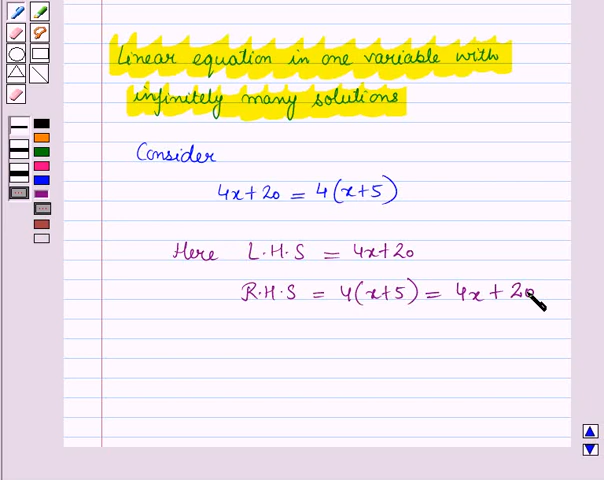 Linear equation in one variable with
infinitely many solutions
Consider
4x+20 = 4(x+5)
Here L.H.S = 4x+20
R.H.S = 4(x+5) = 4x + 20